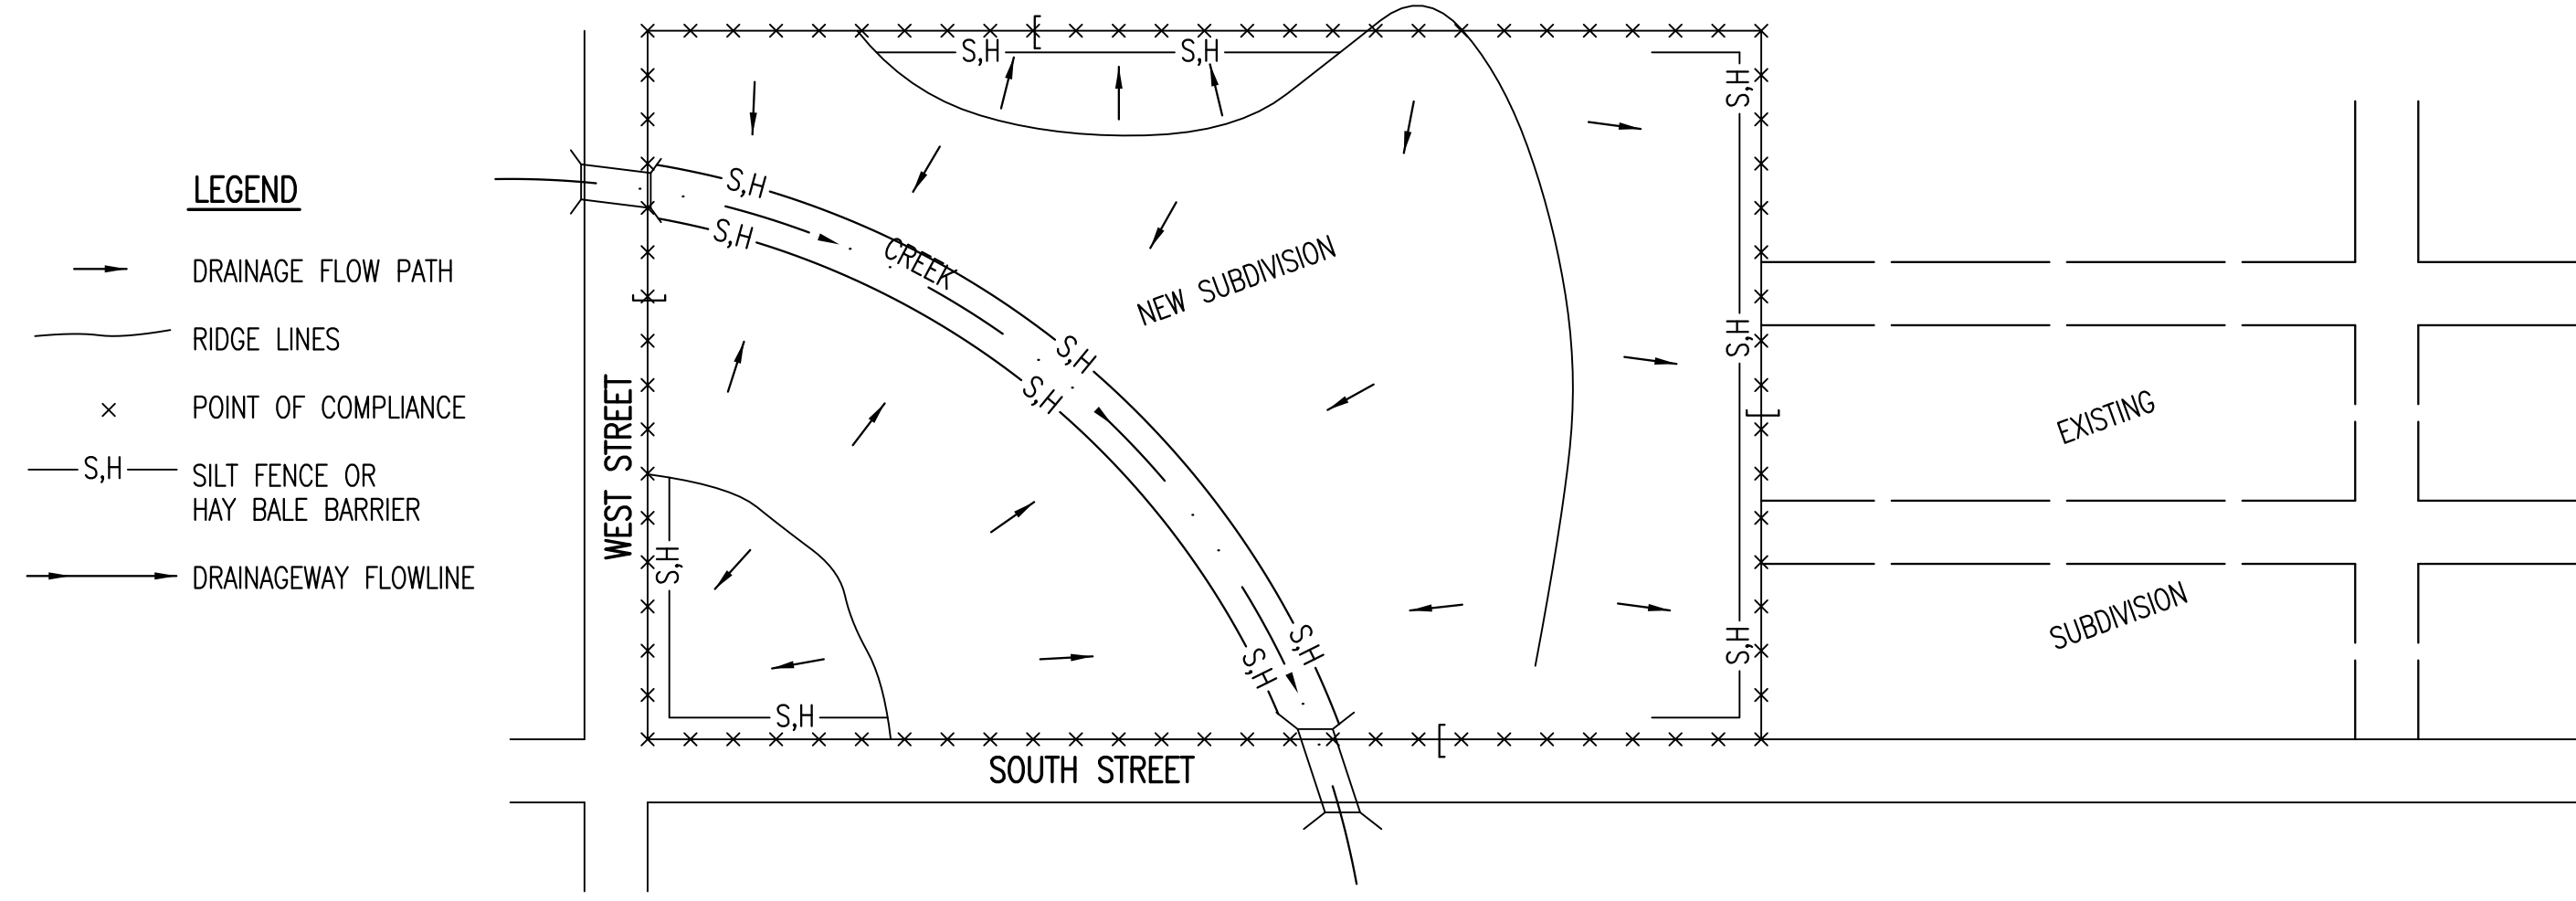 LEGEND
DRAINAGE FLOW PATH
RIDGE LINES
POINT OF COMPLIANCE
S,H
SILT FENCE OR
HAY BALE BARRIER
DRAINAGEWAY FLOWLINE
S,H
S,H
S,H
S,H
S,H
CREEK
NEW SUBDIVISION
S,H
S,H
S,H
WEST STREET
EXISTING
S,H
S,H
S,H
S,H
SUBDIVISION
S,H
SOUTH STREET